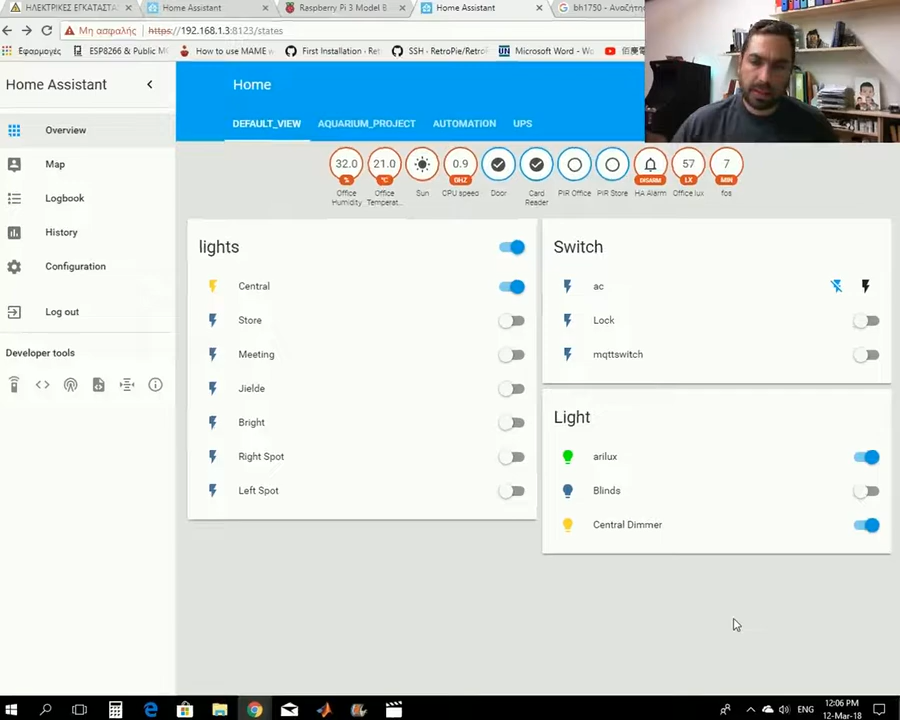 ΗΛΕΚΤΡΙΚΕΣ ΕΓΚΑΤΑΣΤΑ
Home Assistant
Raspberry Pi 3 Model B
Home Assistant
bh1750 - Αναζήτησ
Μη ασφαλής
https://192.168.1.3:8123/states
Εφαρμογές
ESP8266 & Public M
How to use MAME w
First Installation · Ret
SSH · RetroPie/RetroP
Microsoft Word - Wo
Home Assistant
Home
DEFAULT_VIEW
AQUARIUM_PROJECT
AUTOMATION
UPS
Overview
Map
Logbook
History
Configuration
Log out
Developer tools
32.0
%
Office Humidity
21.0
°C
Office Temperat...
Sun
0.9
GHZ
CPU speed
Door
Card Reader
PIR Office
PIR Store
DISARM
HA Alarm
57
LX
Office lux
7
MIN
fos
lights
Central
Store
Meeting
Jielde
Bright
Right Spot
Left Spot
Switch
ac
Lock
mqttswitch
Light
arilux
Blinds
Central Dimmer
ENG
12:06 PM
12-Mar-18